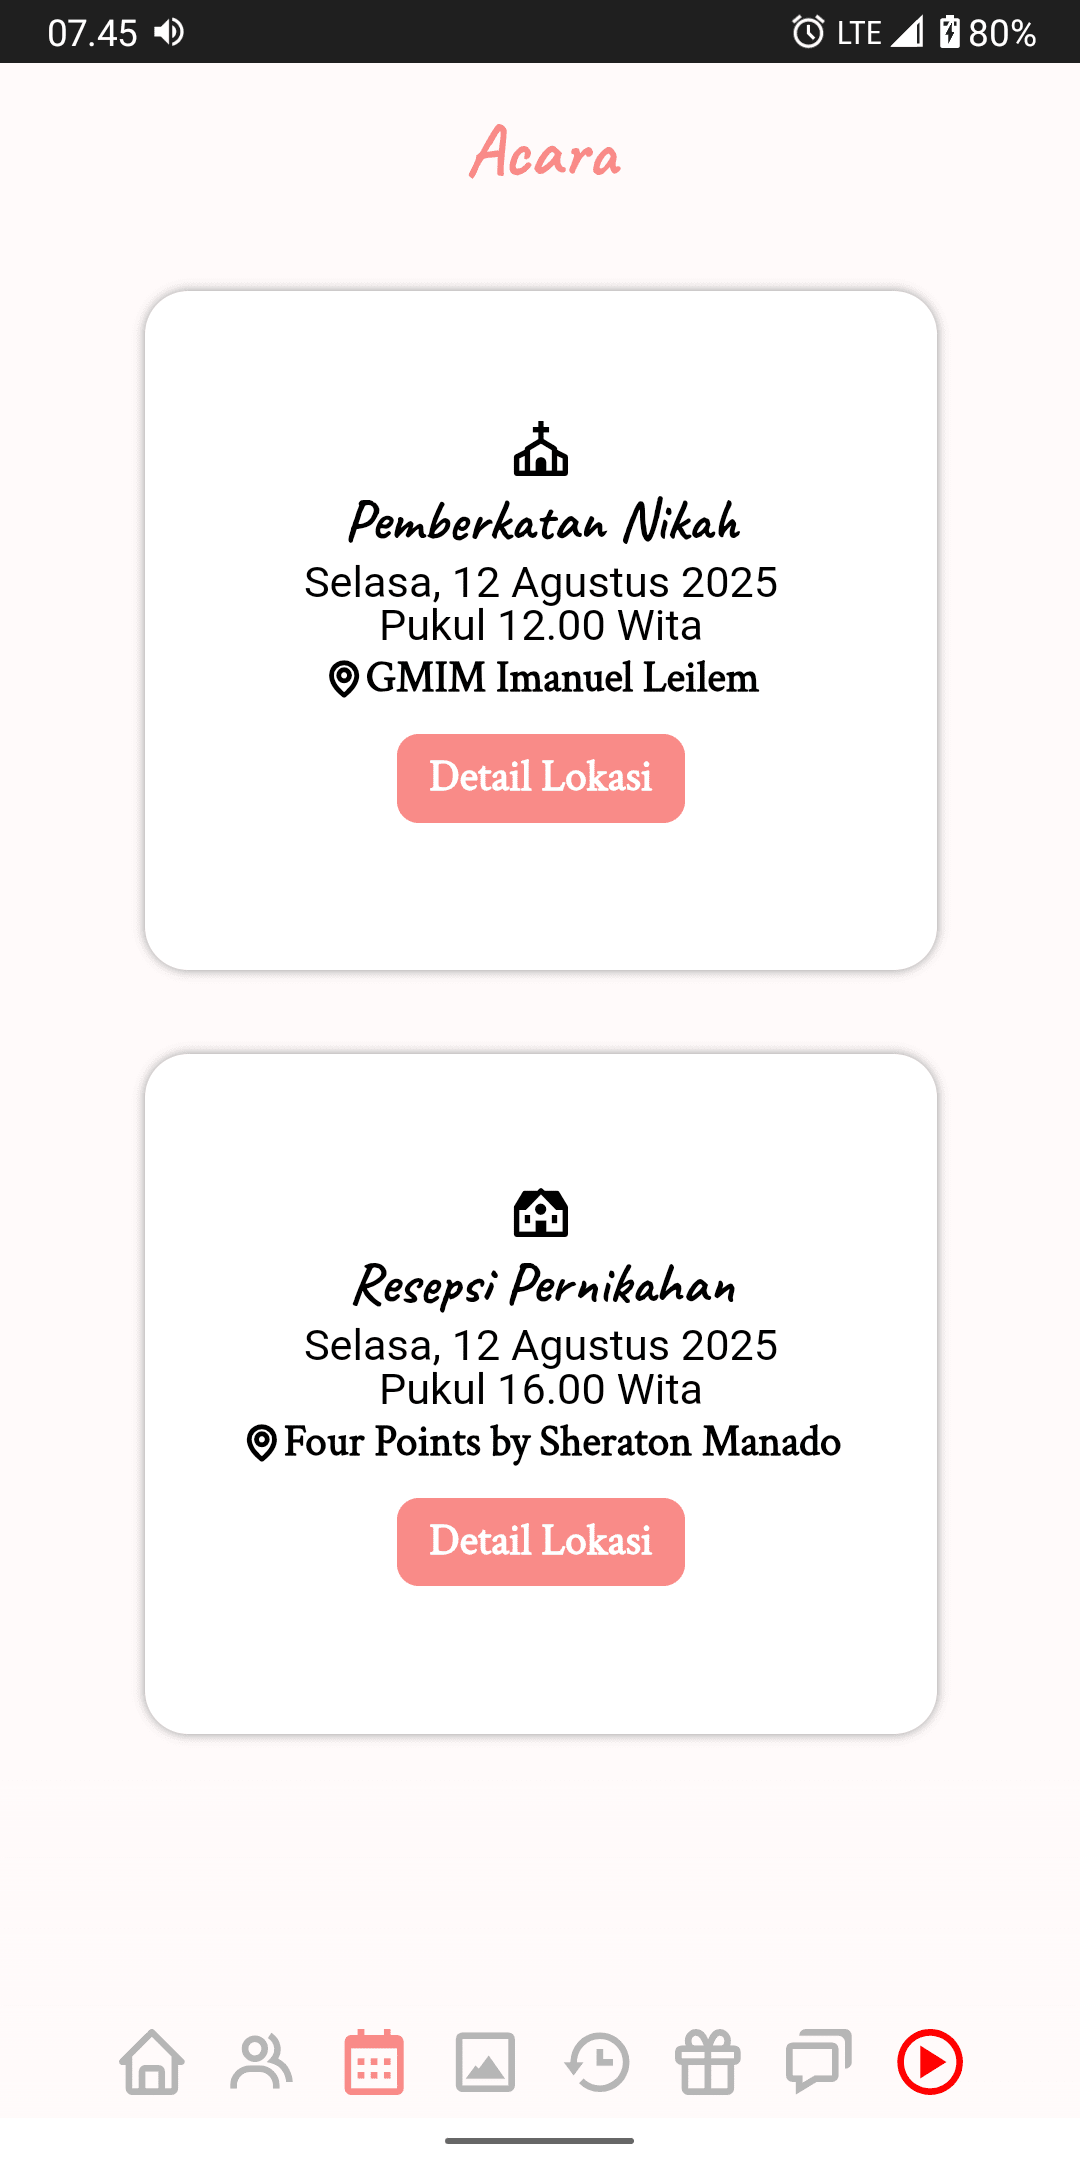 07.45
LTE
80%
Acara
Pemberkatan Nikah
Selasa, 12 Agustus 2025
Pukul 12.00 Wita
GMIM Imanuel Leilem
Detail Lokasi
Resepsi Pernikahan
Selasa, 12 Agustus 2025
Pukul 16.00 Wita
Four Points by Sheraton Manado
Detail Lokasi